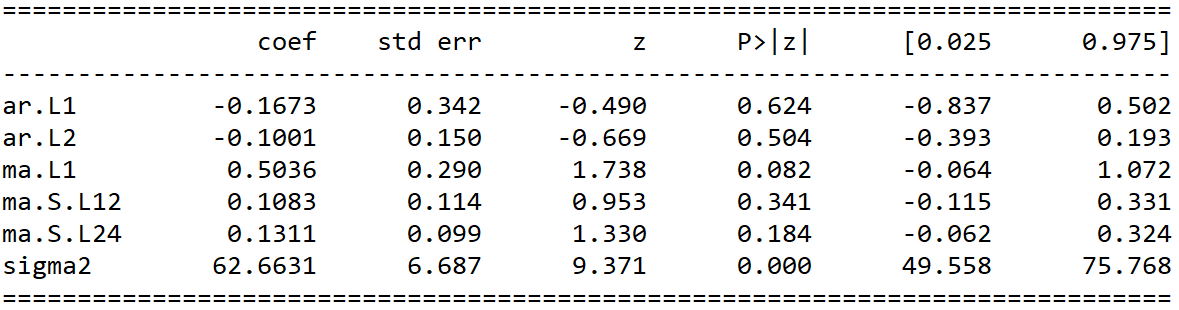 ==============================================================================
                 coef    std err          z      P>|z|      [0.025      0.975]
------------------------------------------------------------------------------
ar.L1         -0.1673      0.342     -0.490      0.624      -0.837       0.502
ar.L2         -0.1001      0.150     -0.669      0.504      -0.393       0.193
ma.L1          0.5036      0.290      1.738      0.082      -0.064       1.072
ma.S.L12       0.1083      0.114      0.953      0.341      -0.115       0.331
ma.S.L24       0.1311      0.099      1.330      0.184      -0.062       0.324
sigma2        62.6631      6.687      9.371      0.000      49.558      75.768
==============================================================================